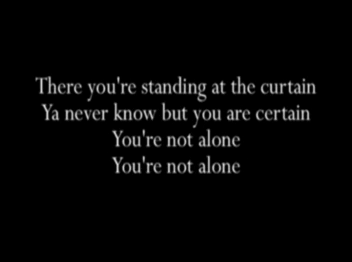 There you're standing at the curtain
Ya never know but you are certain
You're not alone
You're not alone